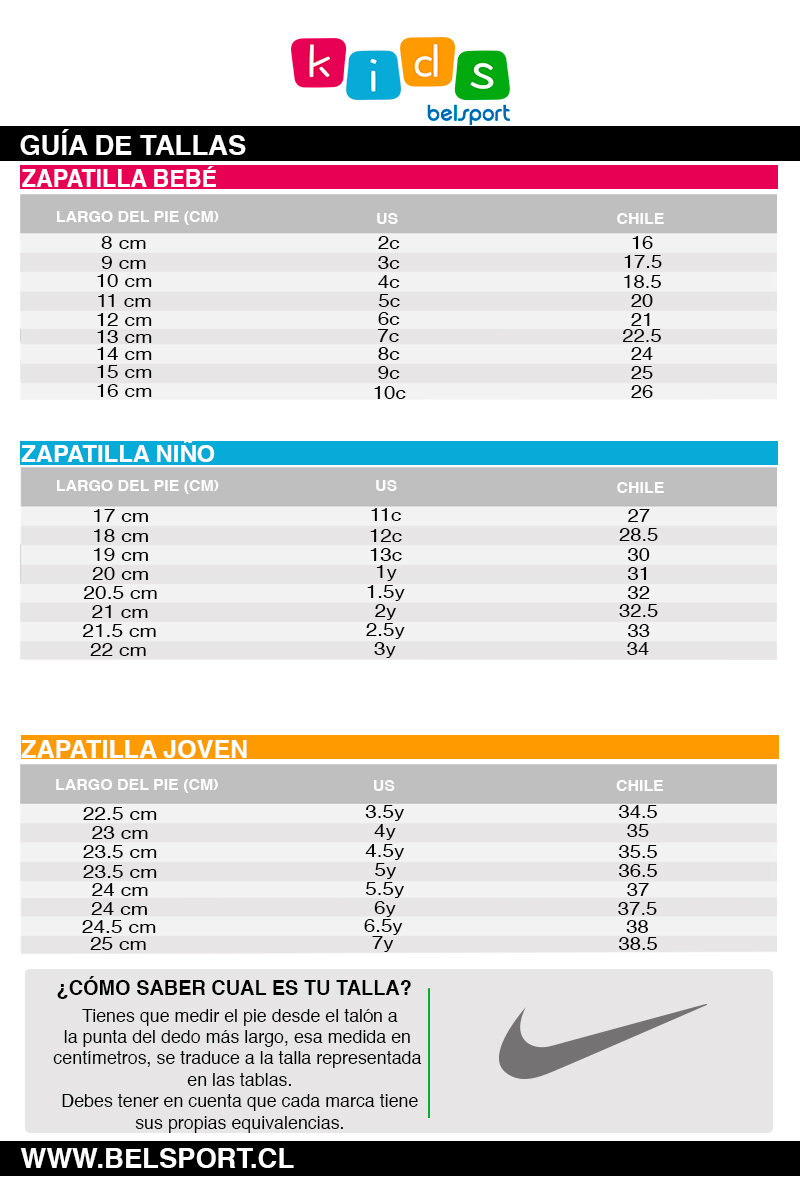 kids
belsport
GUÍA DE TALLAS
ZAPATILLA BEBÉ
LARGO DEL PIE (CM) US CHILE
8 cm 2c 16
9 cm 3c 17.5
10 cm 4c 18.5
11 cm 5c 20
12 cm 6c 21
13 cm 7c 22.5
14 cm 8c 24
15 cm 9c 25
16 cm 10c 26
ZAPATILLA NIÑO
LARGO DEL PIE (CM) US CHILE
17 cm 11c 27
18 cm 12c 28.5
19 cm 13c 30
20 cm 1y 31
20.5 cm 1.5y 32
21 cm 2y 32.5
21.5 cm 2.5y 33
22 cm 3y 34
ZAPATILLA JOVEN
LARGO DEL PIE (CM) US CHILE
22.5 cm 3.5y 34.5
23 cm 4y 35
23.5 cm 4.5y 35.5
23.5 cm 5y 36.5
24 cm 5.5y 37
24 cm 6y 37.5
24.5 cm 6.5y 38
25 cm 7y 38.5
¿CÓMO SABER CUAL ES TU TALLA?
Tienes que medir el pie desde el talón a
la punta del dedo más largo, esa medida en
centímetros, se traduce a la talla representada
en las tablas.
Debes tener en cuenta que cada marca tiene
sus propias equivalencias.
WWW.BELSPORT.CL